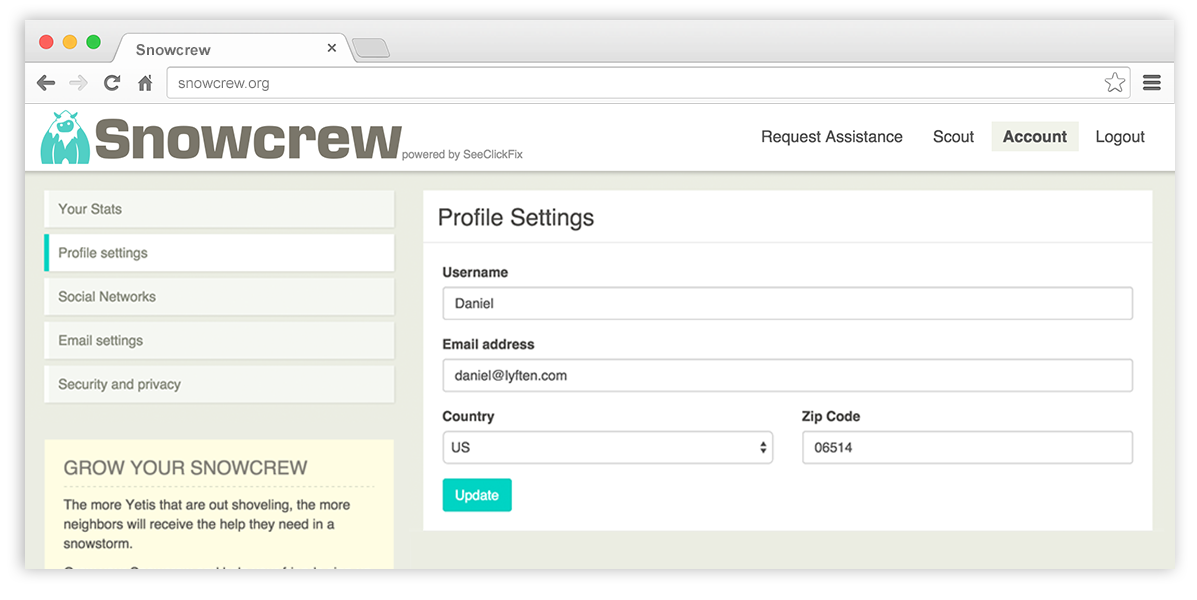 Snowcrew
snowcrew.org
Snowcrew powered by SeeClickFix
Request Assistance Scout Account Logout
Your Stats
Profile settings
Social Networks
Email settings
Security and privacy
GROW YOUR SNOWCREW
The more Yetis that are out shoveling, the more
neighbors will receive the help they need in a
snowstorm.
Profile Settings
Username
Daniel
Email address
daniel@lyften.com
Country Zip Code
US 06514
Update